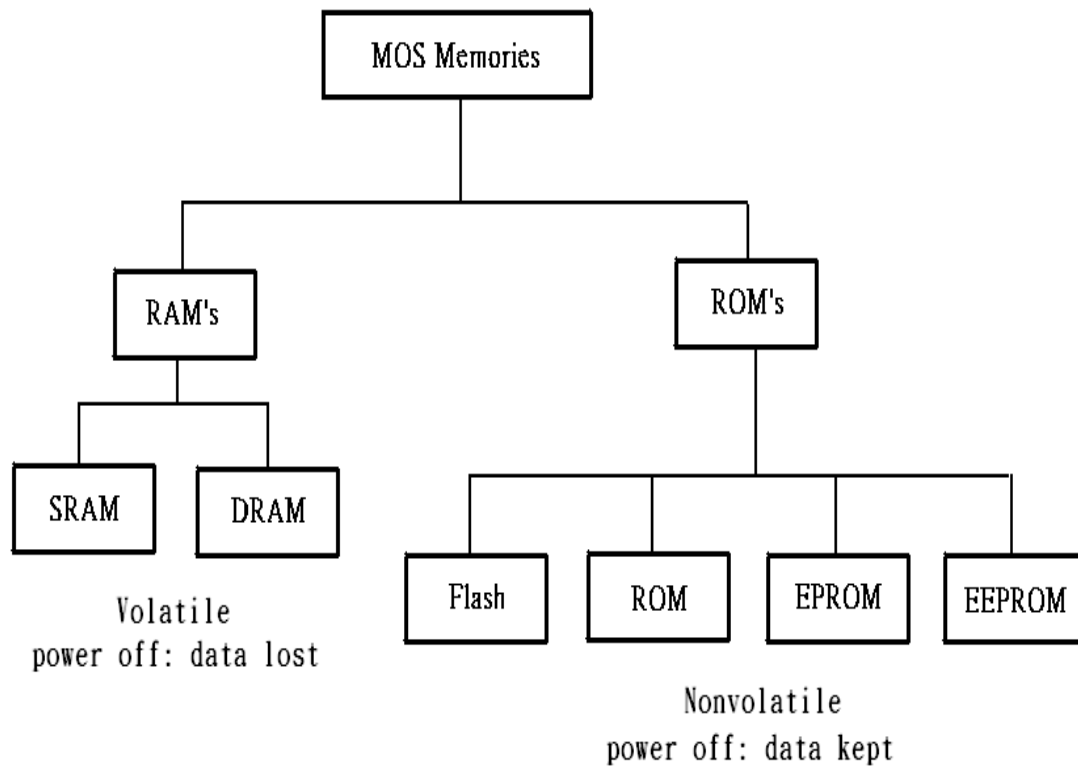 MOS Memories
RAM's
ROM's
SRAM
DRAM
Flash
ROM
EPROM
EEPROM
Volatile
power off: data lost
Nonvolatile
power off: data kept